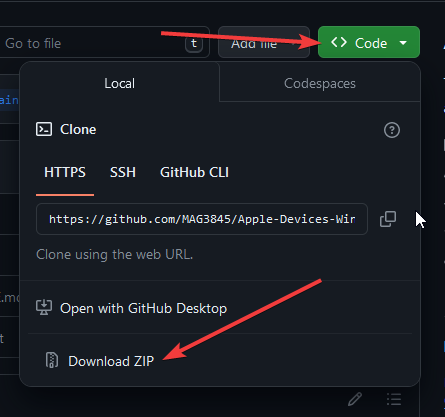 Go to file
t
Add file
Code
Local
Codespaces
Clone
HTTPS
SSH
GitHub CLI
https://github.com/MAG3845/Apple-Devices-Wir
Clone using the web URL.
Open with GitHub Desktop
Download ZIP